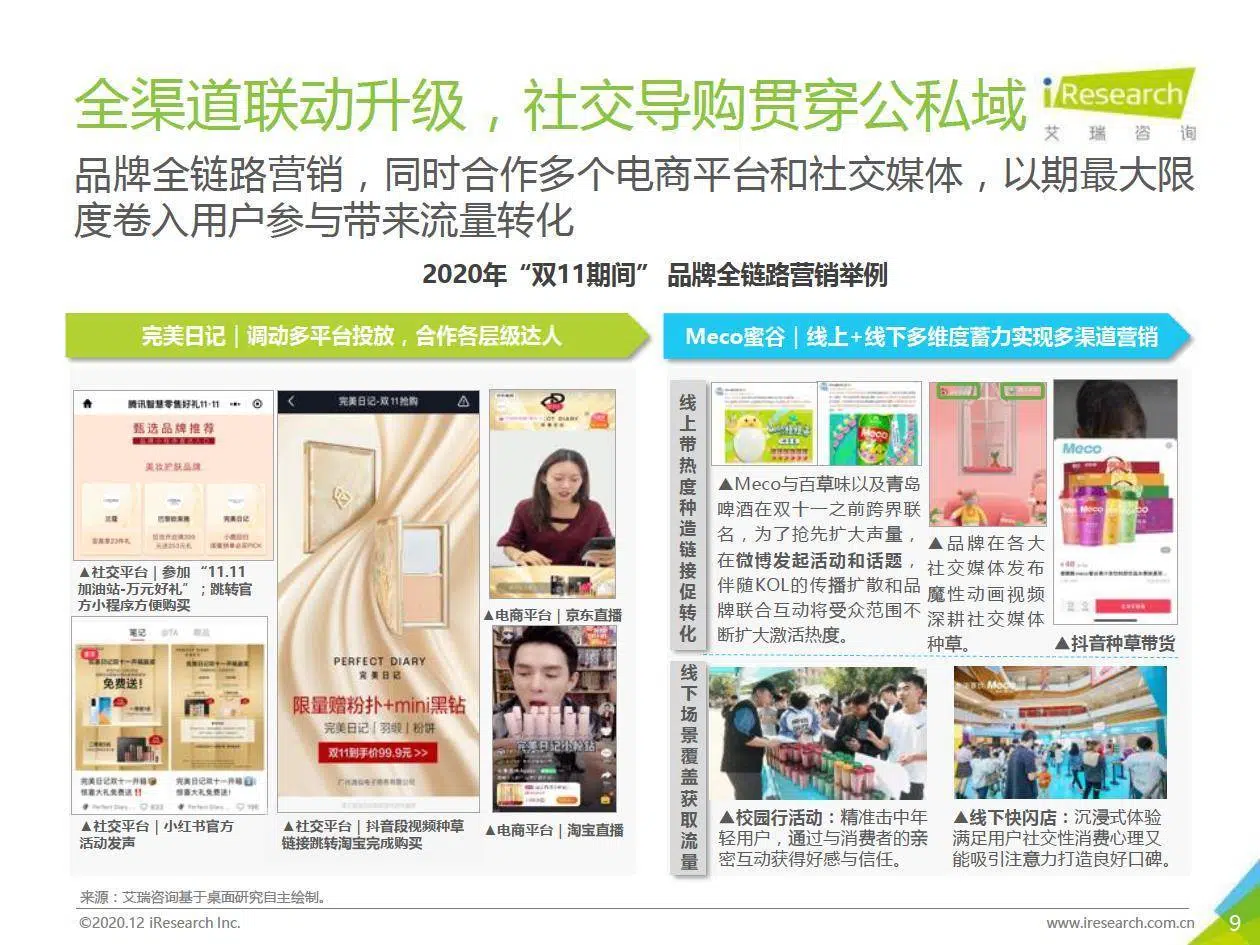 全渠道联动升级，社交导购贯穿公私域
iResearch
艾瑞咨询
品牌全链路营销，同时合作多个电商平台和社交媒体，以期最大限
度卷入用户参与带来流量转化
2020年“双11期间” 品牌全链路营销举例
完美日记｜调动多平台投放，合作各层级达人
腾讯智慧零售好礼11·11
甄选品牌推荐
美妆护肤品牌
兰蔻
巴黎欧莱雅
完美日记
▲社交平台｜参加 “11.11
加油站-万元好礼” ；跳转官
方小程序方便购买
笔记
免费送！
完美日记双十一开箱
惊喜大礼免费送！
完美日记双十一开箱
惊喜大礼免费送！
▲社交平台｜小红书官方
活动发声
完美日记-双11抢购
PERFECT DIARY
完美日记
限量赠粉扑+mini黑钻
完美日记｜羽缎｜粉饼
双11到手价99.9元 >>
▲社交平台｜抖音段视频种草
链接跳转淘宝完成购买
▲电商平台｜京东直播
完美日记小粉钻
▲电商平台｜淘宝直播
Meco蜜谷｜线上+线下多维度蓄力实现多渠道营销
线上带热度种造链接促转化
Meco
▲Meco与百草味以及青岛
啤酒在双十一之前跨界联
名，为了抢先扩大声量，
在微博发起活动和话题，
伴随KOL的传播扩散和品
牌联合互动将受众范围不
断扩大激活热度。
▲品牌在各大
社交媒体发布
魔性动画视频
深耕社交媒体
种草。
Meco
▲抖音种草带货
线下场景覆盖获取流量
▲校园行活动：精准击中年
轻用户，通过与消费者的亲
密互动获得好感与信任。
Meco
▲线下快闪店：沉浸式体验
满足用户社交性消费心理又
能吸引注意力打造良好口碑。
来源：艾瑞咨询基于桌面研究自主绘制。
©2020.12 iResearch Inc.
www.iresearch.com.cn
9